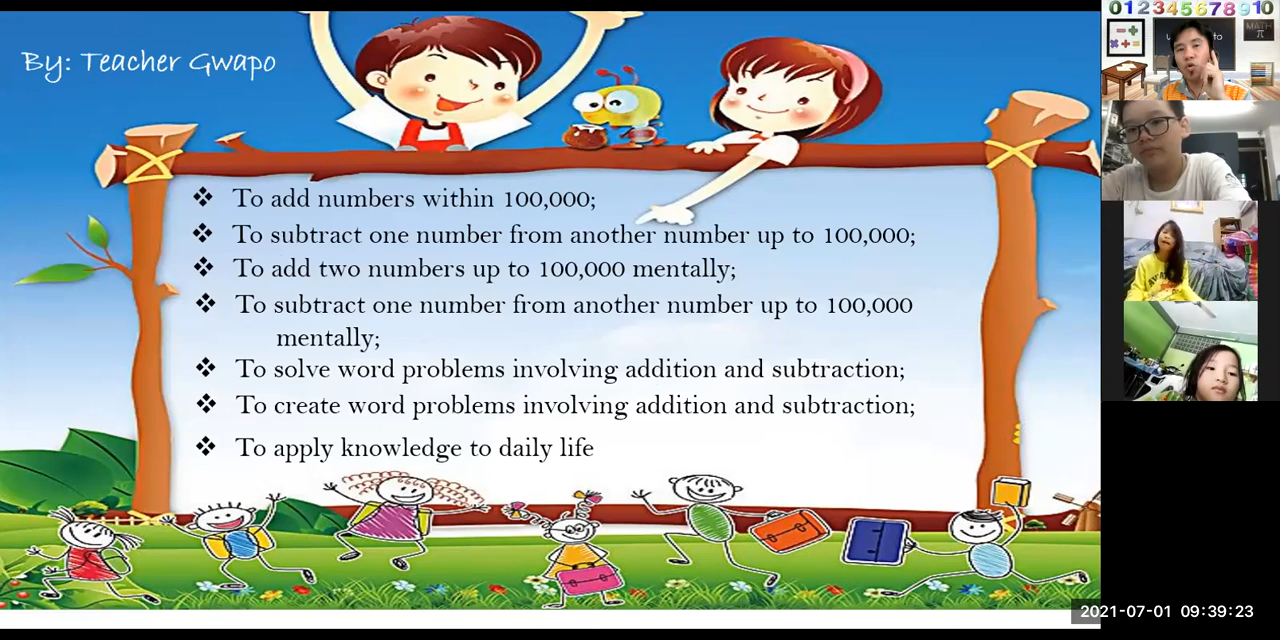 By: Teacher Gwapo
❖ To add numbers within 100,000;
❖ To subtract one number from another number up to 100,000;
❖ To add two numbers up to 100,000 mentally;
❖ To subtract one number from another number up to 100,000
mentally;
❖ To solve word problems involving addition and subtraction;
❖ To create word problems involving addition and subtraction;
❖ To apply knowledge to daily life
012345678910
MATH
π
2021-07-01 09:39:23